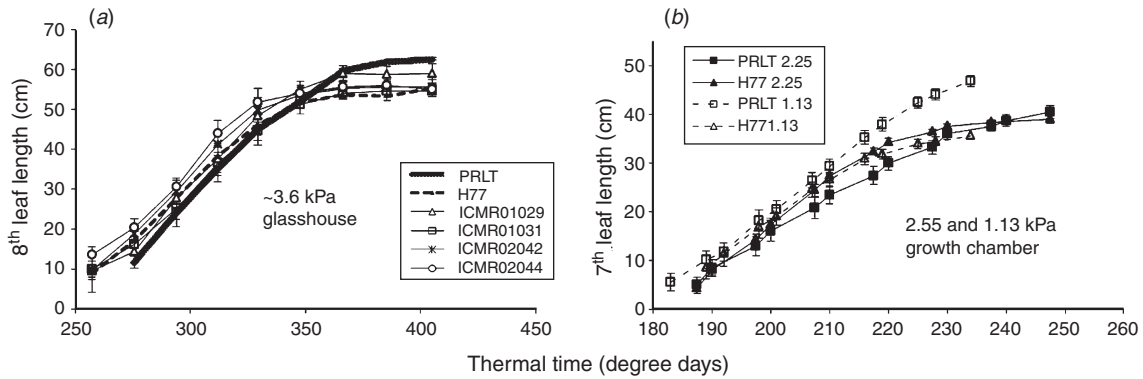 (a)
70
60
50
40
30
20
10
0
8th leaf length (cm)
~3.6 kPa
glasshouse
PRLT
H77
ICMR01029
ICMR01031
ICMR02042
ICMR02044
250
300
350
400
450
(b)
50
40
30
20
10
0
7th leaf length (cm)
PRLT 2.25
H77 2.25
PRLT 1.13
H771.13
2.55 and 1.13 kPa
growth chamber
180
190
200
210
220
230
240
250
260
Thermal time (degree days)